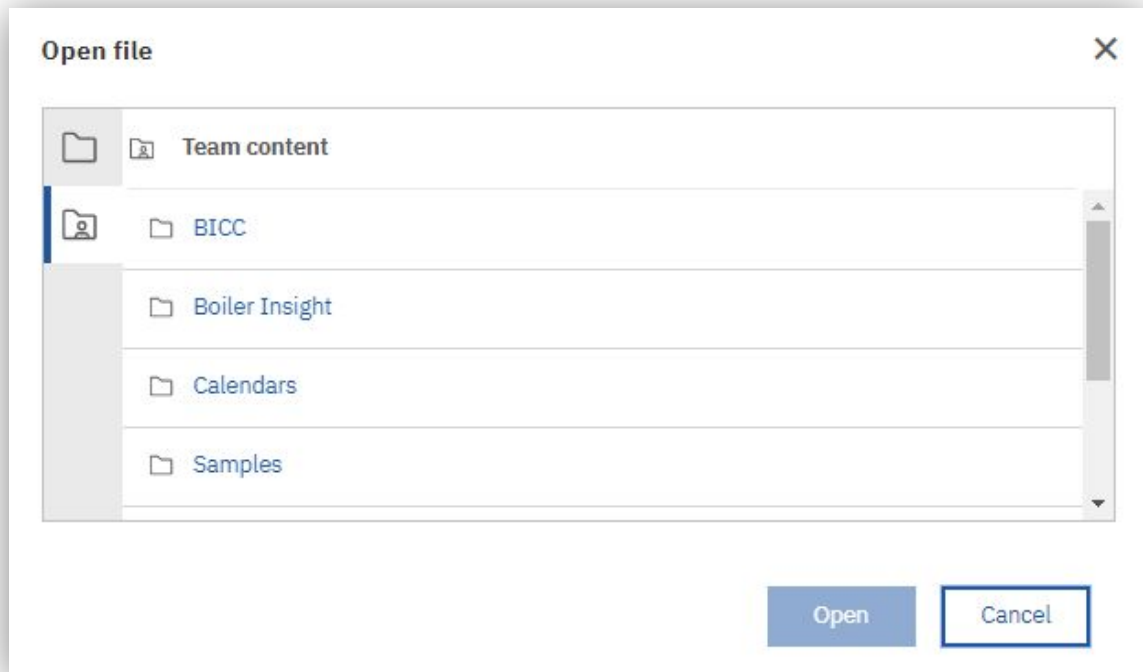 Open file
Team content
BICC
Boiler Insight
Calendars
Samples
Open
Cancel